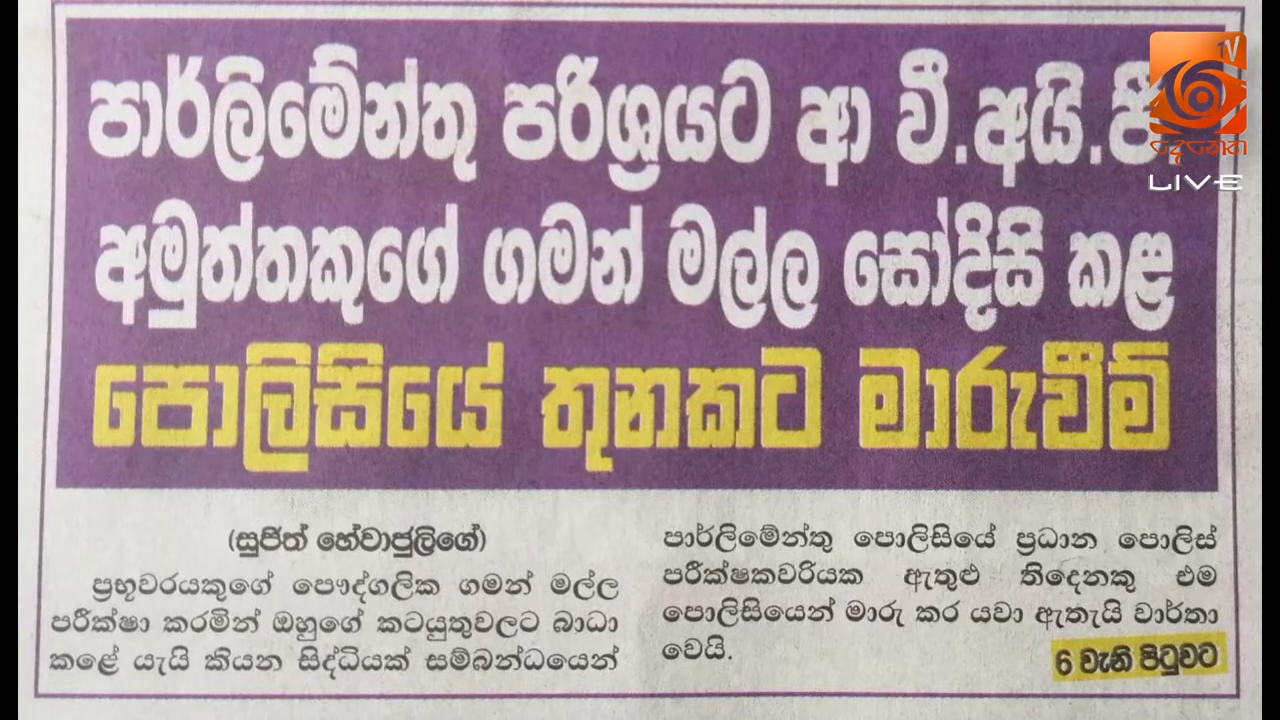 පාර්ලිමේන්තු පරිශ්‍රයට ආ වී.අයි.පී.
අමුත්තකුගේ ගමන් මල්ල සෝදිසි කළ
පොලිසියේ තුනකට මාරුවීම්
(සුජිත් හේවාජුලිගේ)
ප්‍රභූවරයකුගේ පෞද්ගලික ගමන් මල්ල
පරීක්ෂා කරමින් ඔහුගේ කටයුතුවලට බාධා
කළේ යැයි කියන සිද්ධියක් සම්බන්ධයෙන්
පාර්ලිමේන්තු පොලිසියේ ප්‍රධාන පොලිස්
පරීක්ෂකවරියක ඇතුළු තිදෙනකු එම
පොලිසියෙන් මාරු කර යවා ඇතැයි වාර්තා
වෙයි.
6 වැනි පිටුවට
TV
දෙනෙත
LIVE